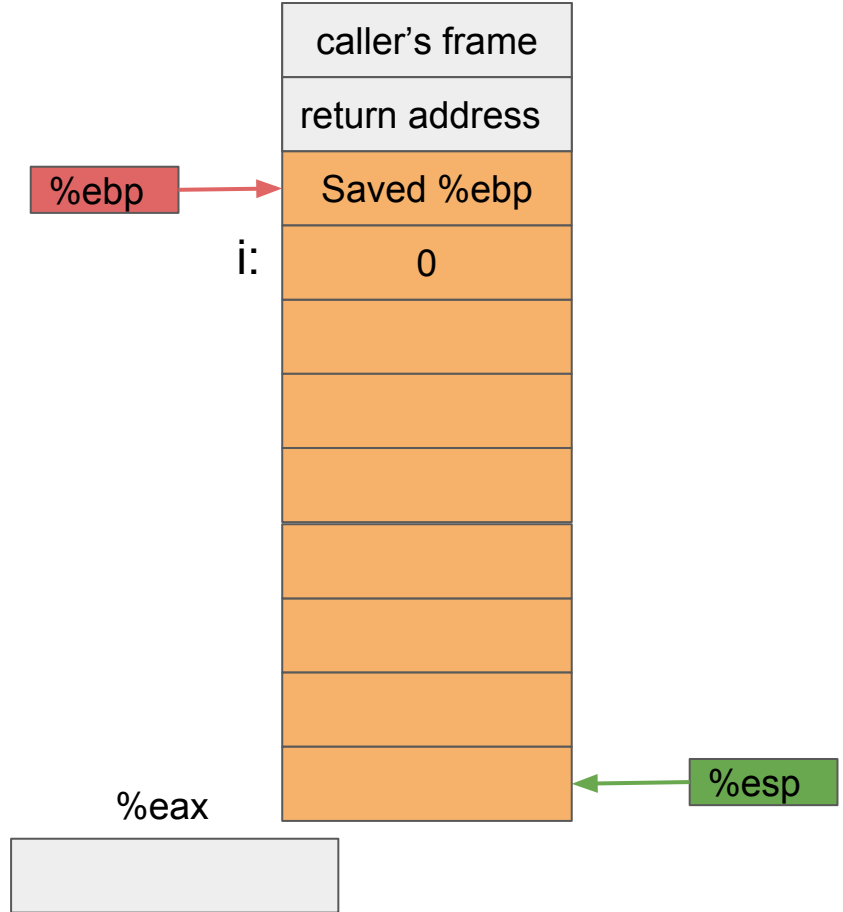 caller’s frame
return address
%ebp
Saved %ebp
i:
0
%esp
%eax